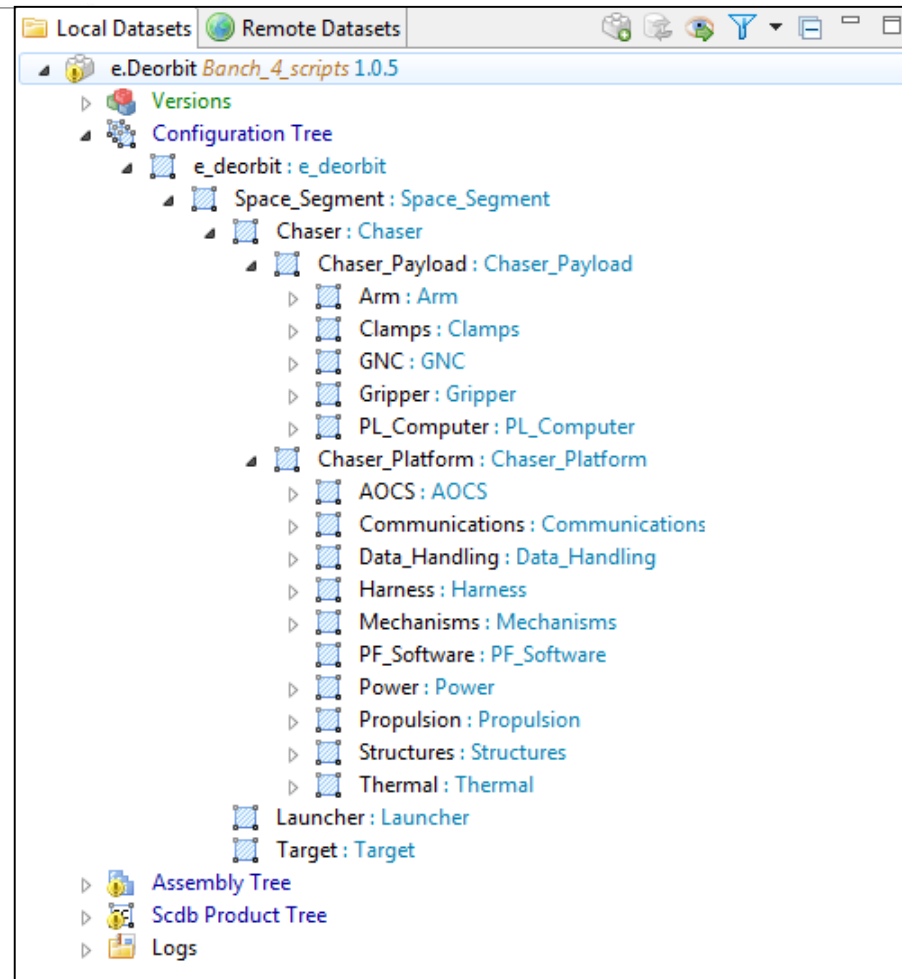 Local Datasets Remote Datasets
e.Deorbit Banch_4_scripts 1.0.5
Versions
Configuration Tree
e_deorbit : e_deorbit
Space_Segment : Space_Segment
Chaser : Chaser
Chaser_Payload : Chaser_Payload
Arm : Arm
Clamps : Clamps
GNC : GNC
Gripper : Gripper
PL_Computer : PL_Computer
Chaser_Platform : Chaser_Platform
AOCS : AOCS
Communications : Communications
Data_Handling : Data_Handling
Harness : Harness
Mechanisms : Mechanisms
PF_Software : PF_Software
Power : Power
Propulsion : Propulsion
Structures : Structures
Thermal : Thermal
Launcher : Launcher
Target : Target
Assembly Tree
Scdb Product Tree
Logs